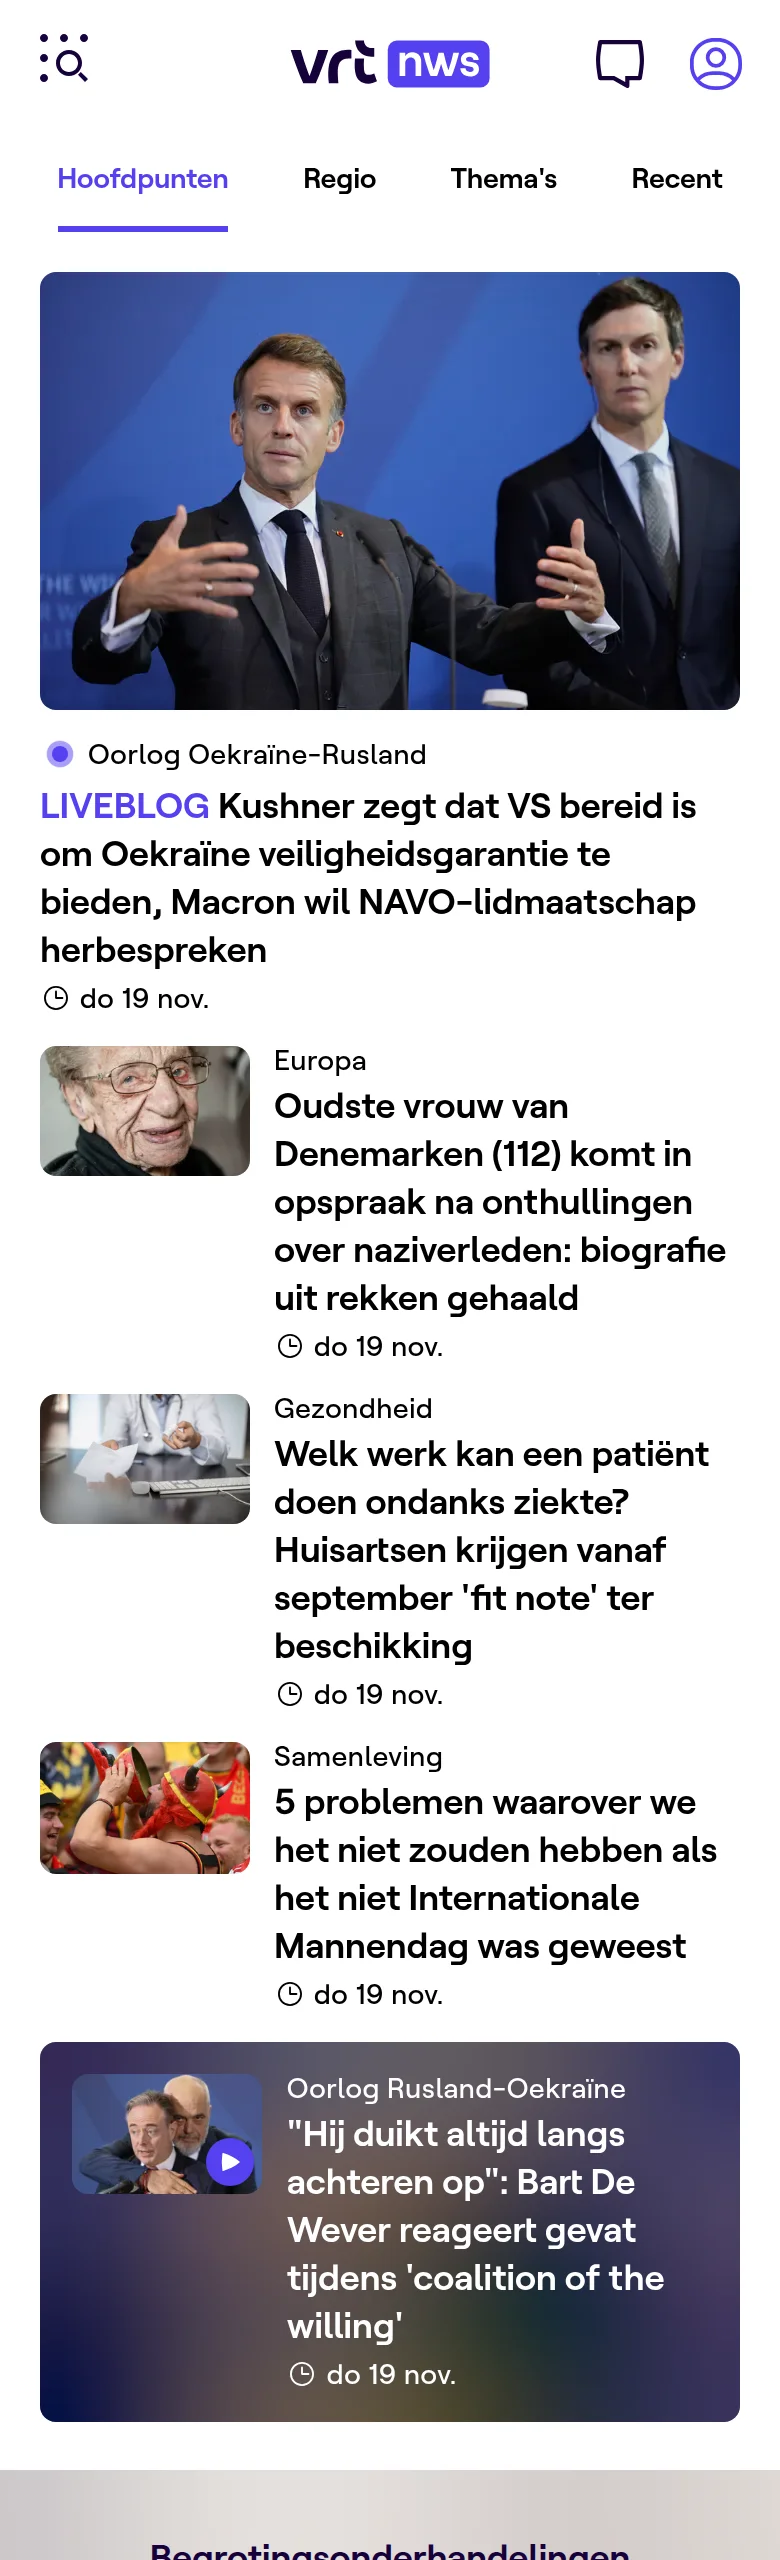 vrt nws
Hoofdpunten Regio Thema's Recent
Oorlog Oekraïne-Rusland
LIVEBLOG Kushner zegt dat VS bereid is
om Oekraïne veiligheidsgarantie te
bieden, Macron wil NAVO-lidmaatschap
herbespreken
do 19 nov.
Europa
Oudste vrouw van
Denemarken (112) komt in
opspraak na onthullingen
over naziverleden: biografie
uit rekken gehaald
do 19 nov.
Gezondheid
Welk werk kan een patiënt
doen ondanks ziekte?
Huisartsen krijgen vanaf
september 'fit note' ter
beschikking
do 19 nov.
Samenleving
5 problemen waarover we
het niet zouden hebben als
het niet Internationale
Mannendag was geweest
do 19 nov.
Oorlog Rusland-Oekraïne
"Hij duikt altijd langs
achteren op": Bart De
Wever reageert gevat
tijdens 'coalition of the
willing'
do 19 nov.
Begrotingsonderhandelingen